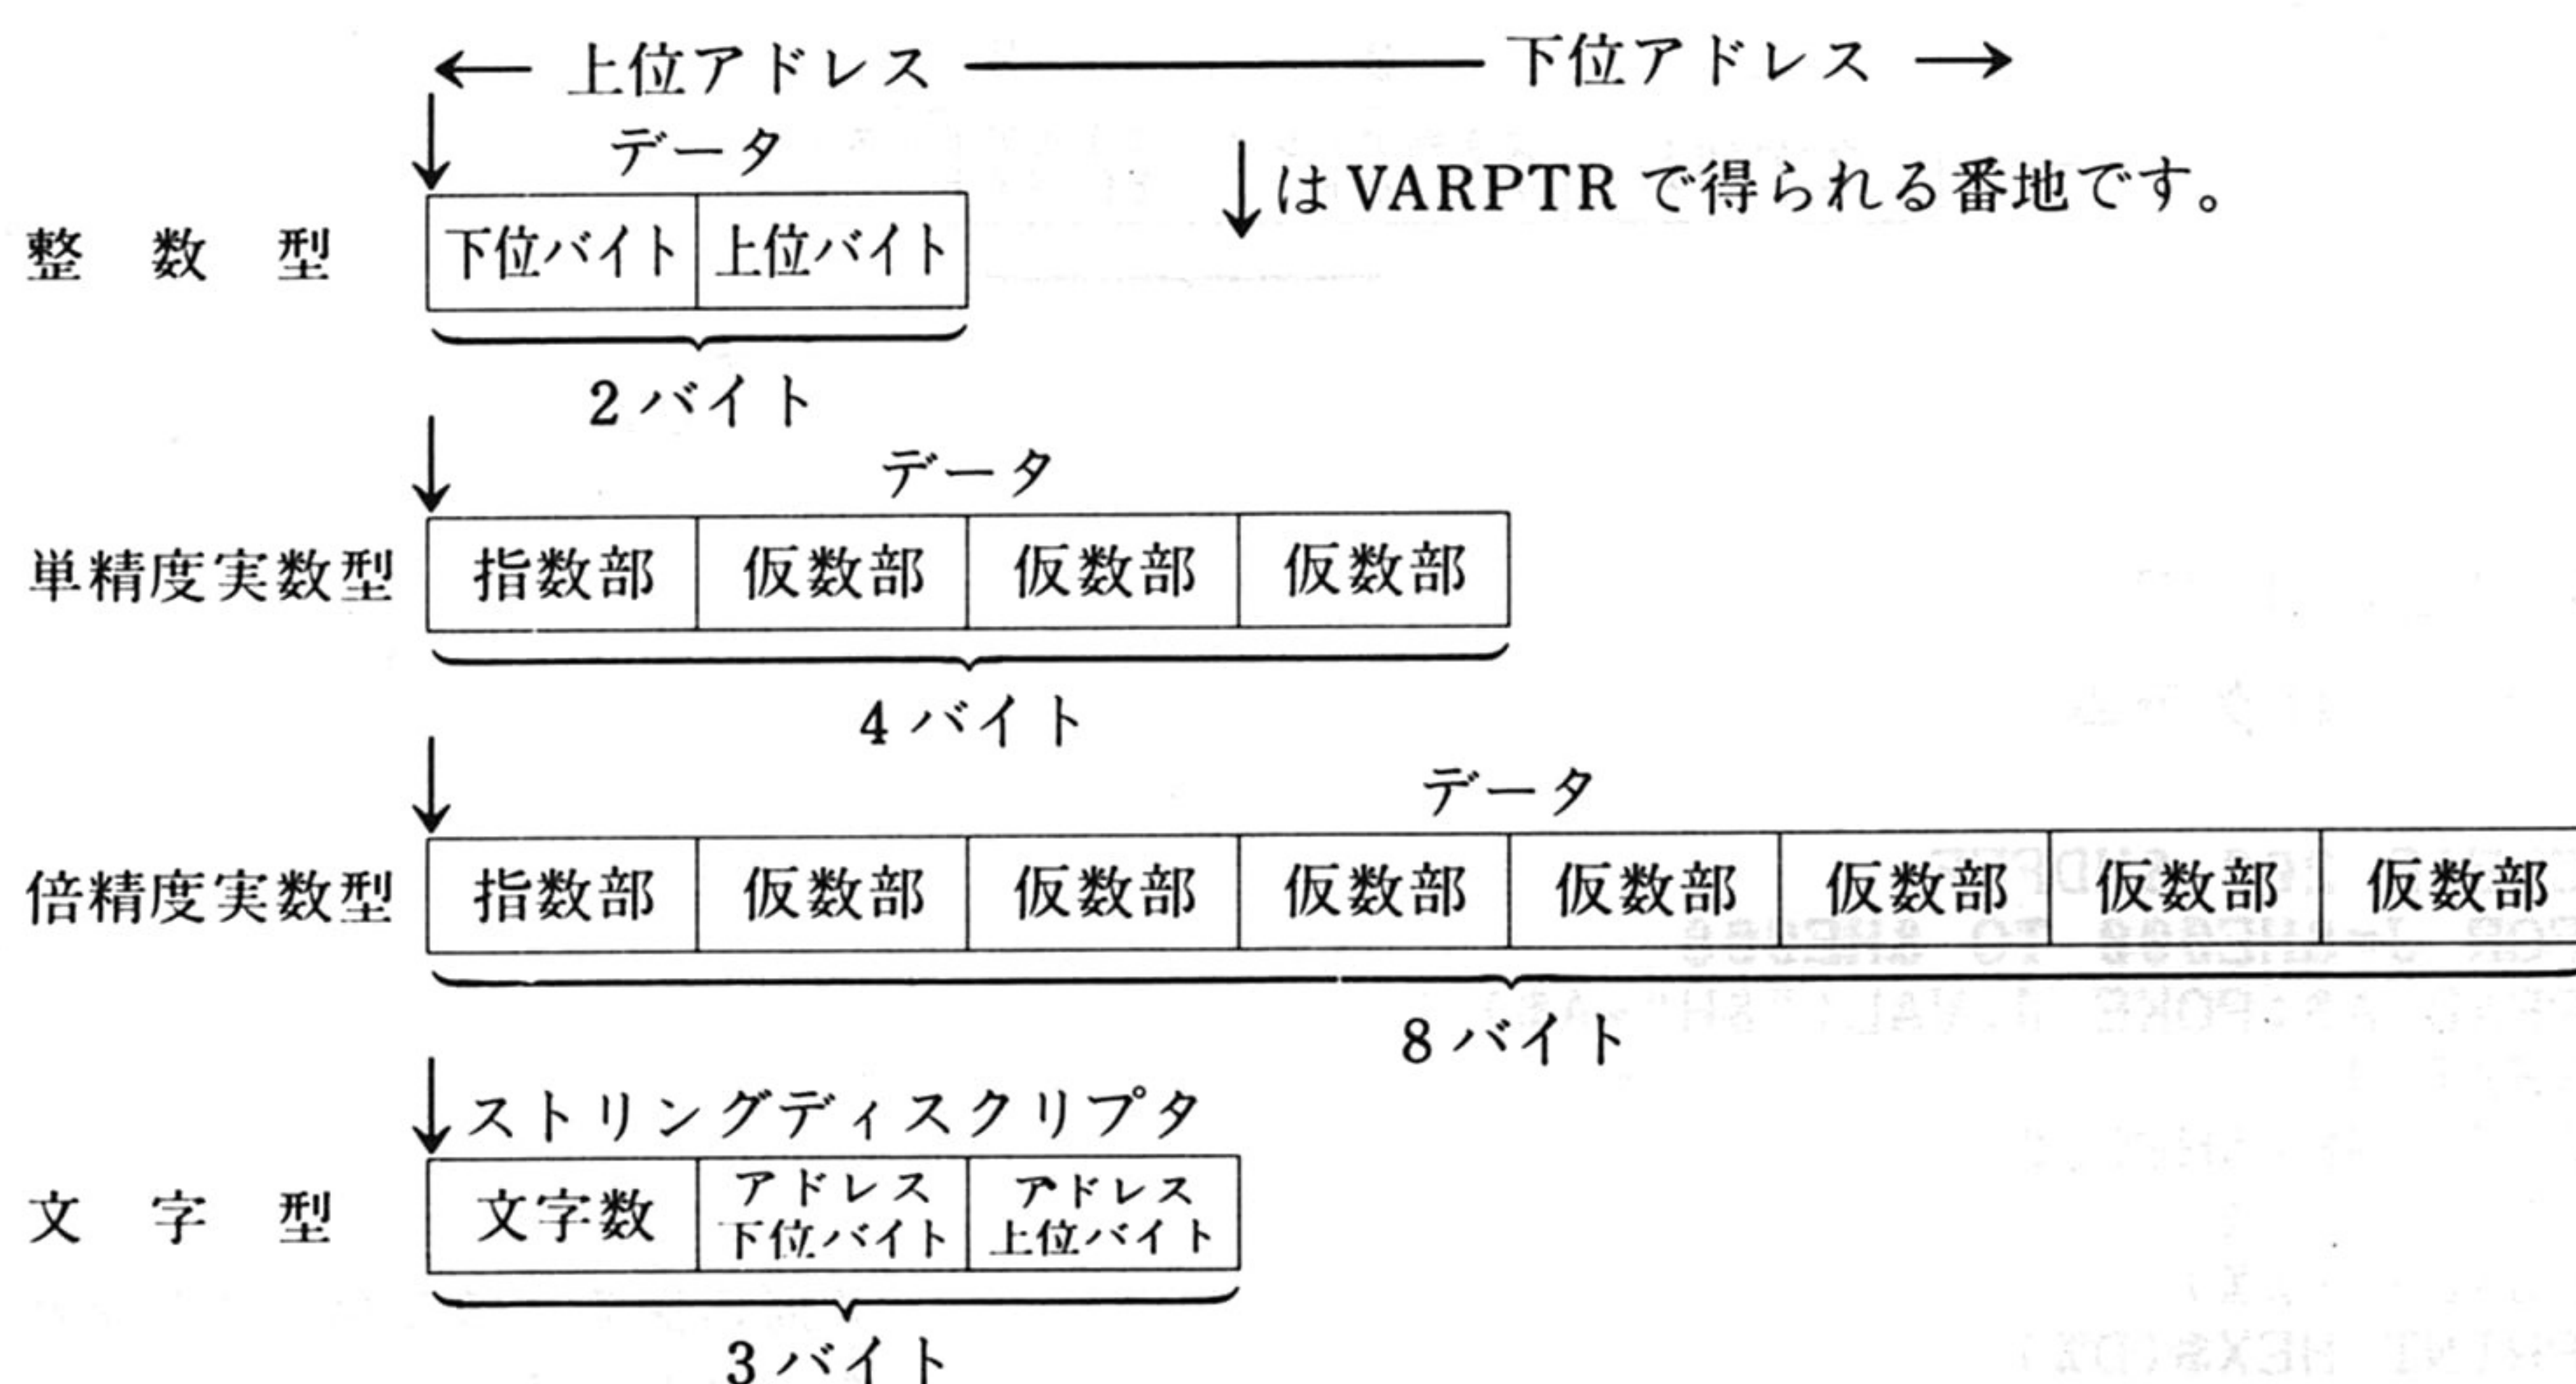 ← 上位アドレス ─── 下位アドレス →
データ
↓はVARPTRで得られる番地です。
整数型 下位バイト 上位バイト
2バイト
データ
単精度実数型 指数部 仮数部 仮数部 仮数部
4バイト
データ
倍精度実数型 指数部 仮数部 仮数部 仮数部 仮数部 仮数部 仮数部 仮数部
8バイト
ストリングディスクリプタ
文字型 文字数 アドレス下位バイト アドレス上位バイト
3バイト